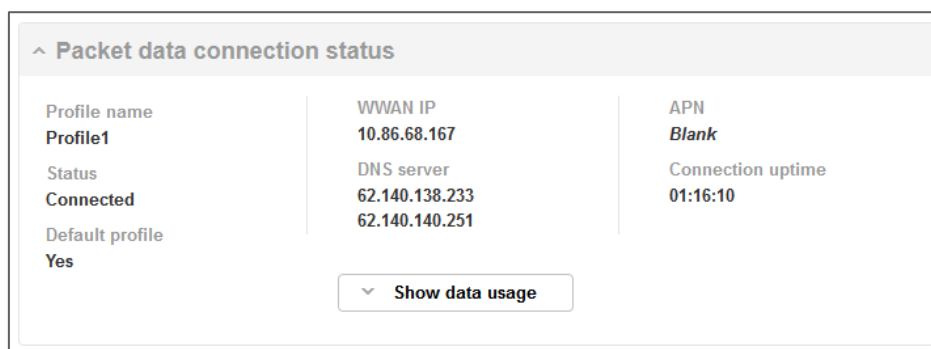 Packet data connection status
Profile name
Profile1
Status
Connected
Default profile
Yes
WWAN IP
10.86.68.167
DNS server
62.140.138.233
62.140.140.251
APN
Blank
Connection uptime
01:16:10
Show data usage